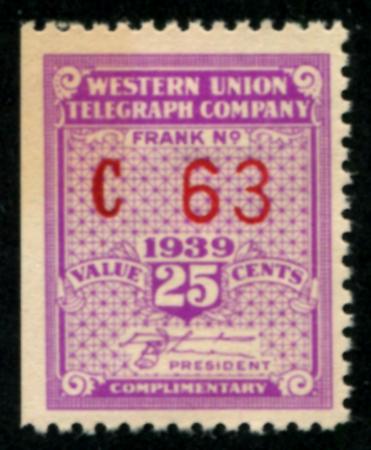 WESTERN UNION
TELEGRAPH COMPANY
FRANK Nº
C 63
1939
VALUE 25 CENTS
PRESIDENT
COMPLIMENTARY